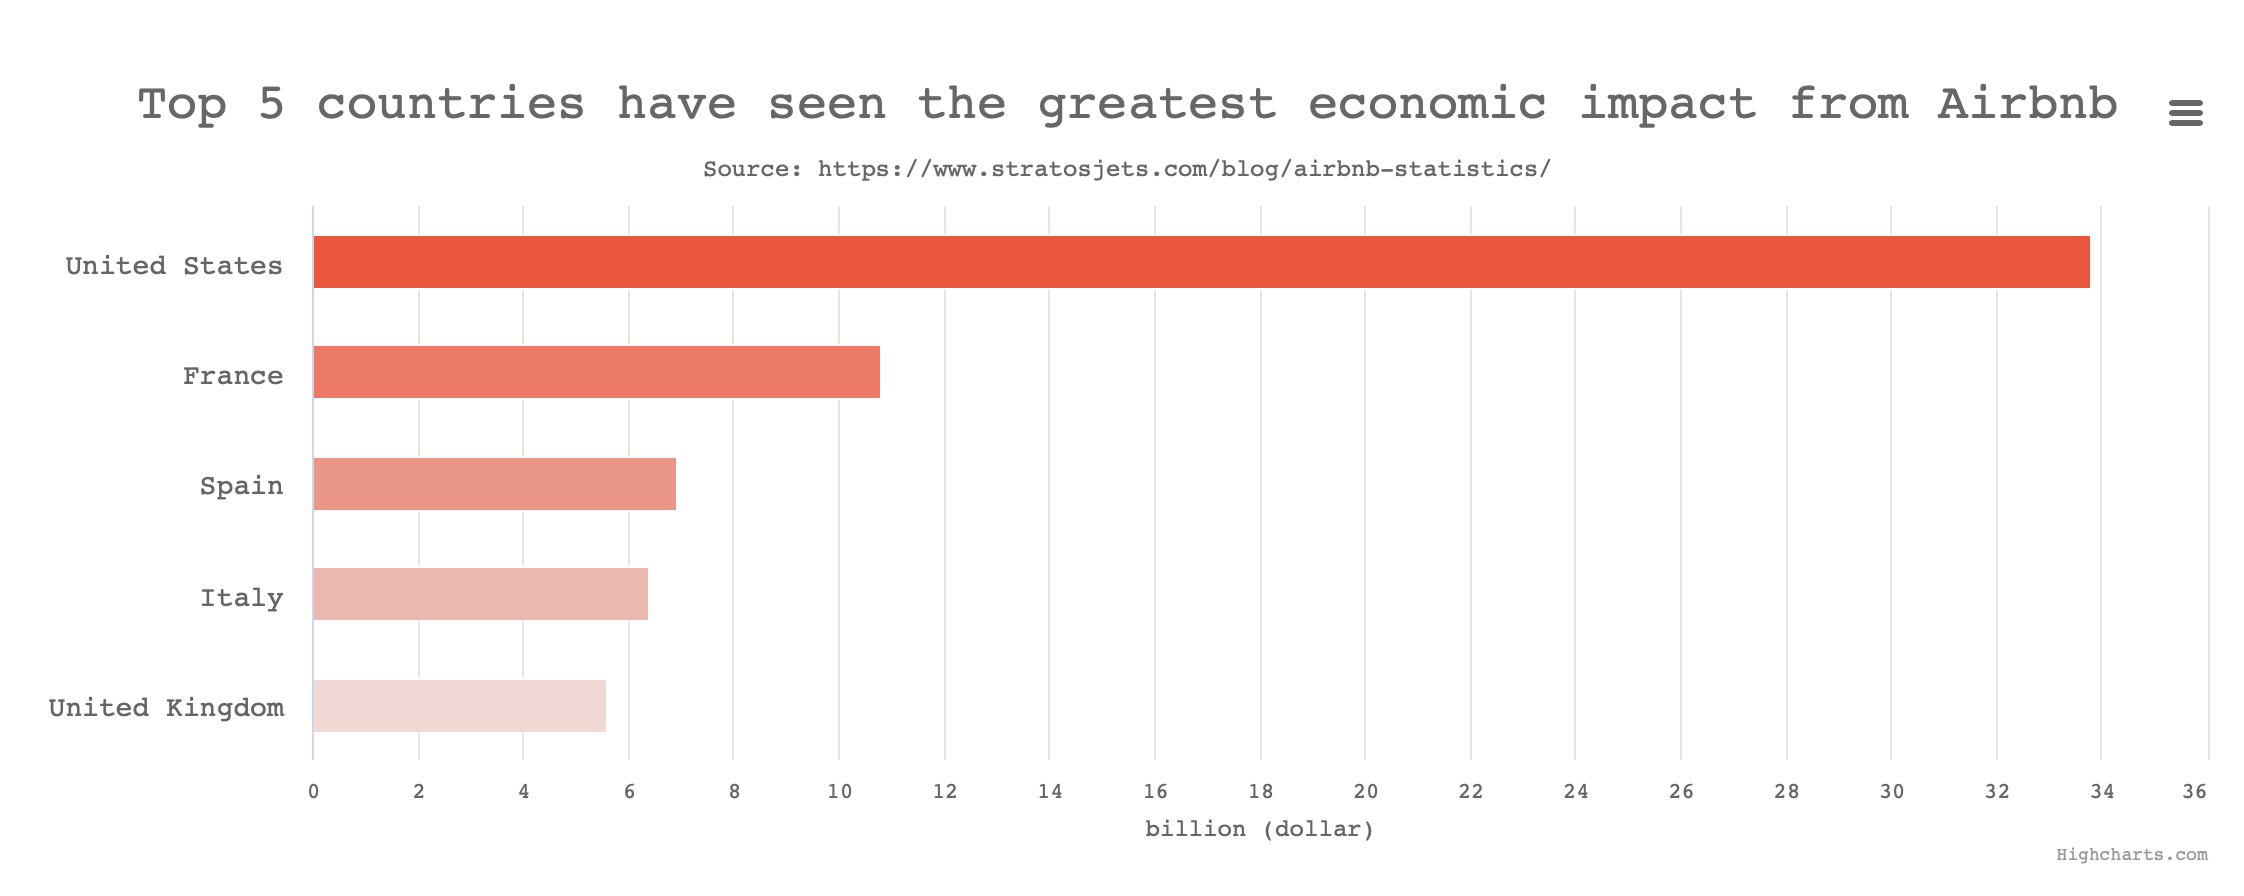 Top 5 countries have seen the greatest economic impact from Airbnb
Source: https://www.stratosjets.com/blog/airbnb-statistics/
United States
France
Spain
Italy
United Kingdom
0 2 4 6 8 10 12 14 16 18 20 22 24 26 28 30 32 34 36
billion (dollar)
Highcharts.com